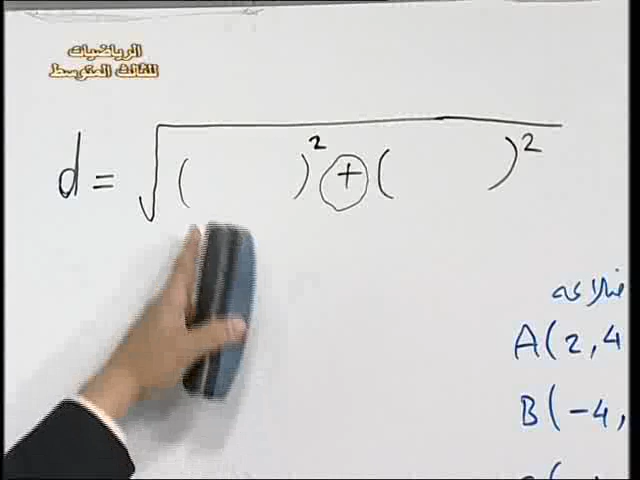 الرياضيات
للثالث المتوسط
d = √( )² + ( )²
A(2,4
B(-4,